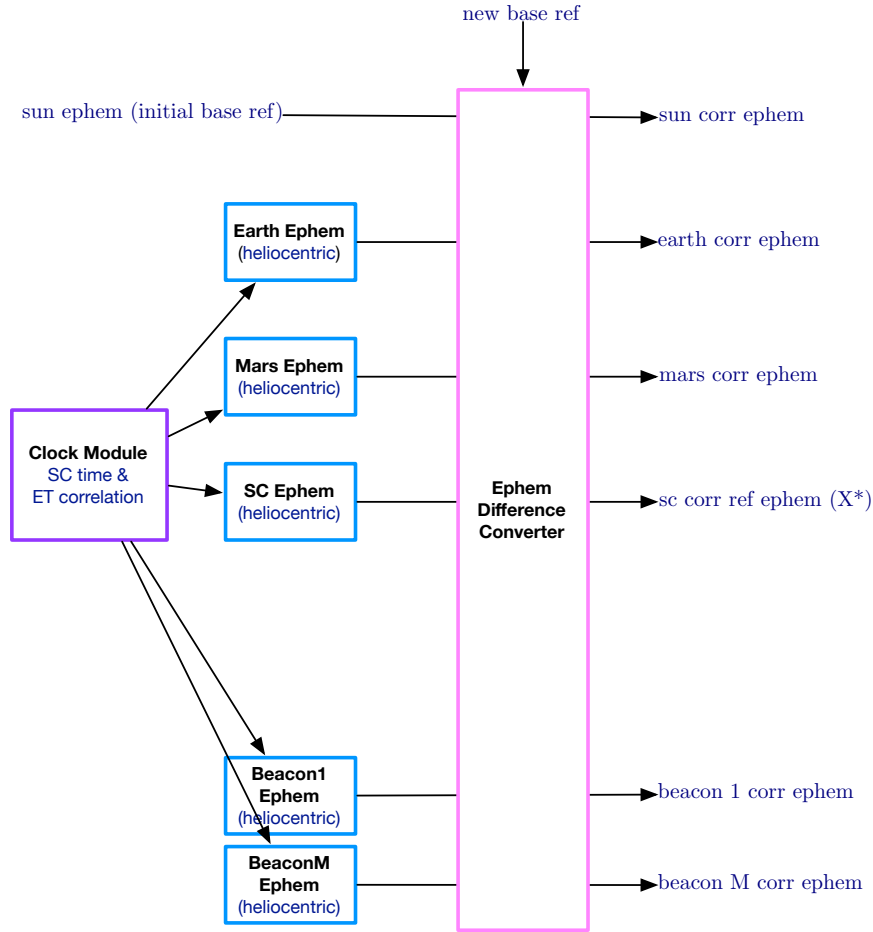 new base ref
sun ephem (initial base ref)
sun corr ephem
Earth Ephem
(heliocentric)
earth corr ephem
Mars Ephem
(heliocentric)
mars corr ephem
Clock Module
SC time &
ET correlation
SC Ephem
(heliocentric)
Ephem
Difference
Converter
sc corr ref ephem (X*)
Beacon1
Ephem
(heliocentric)
beacon 1 corr ephem
BeaconM
Ephem
(heliocentric)
beacon M corr ephem